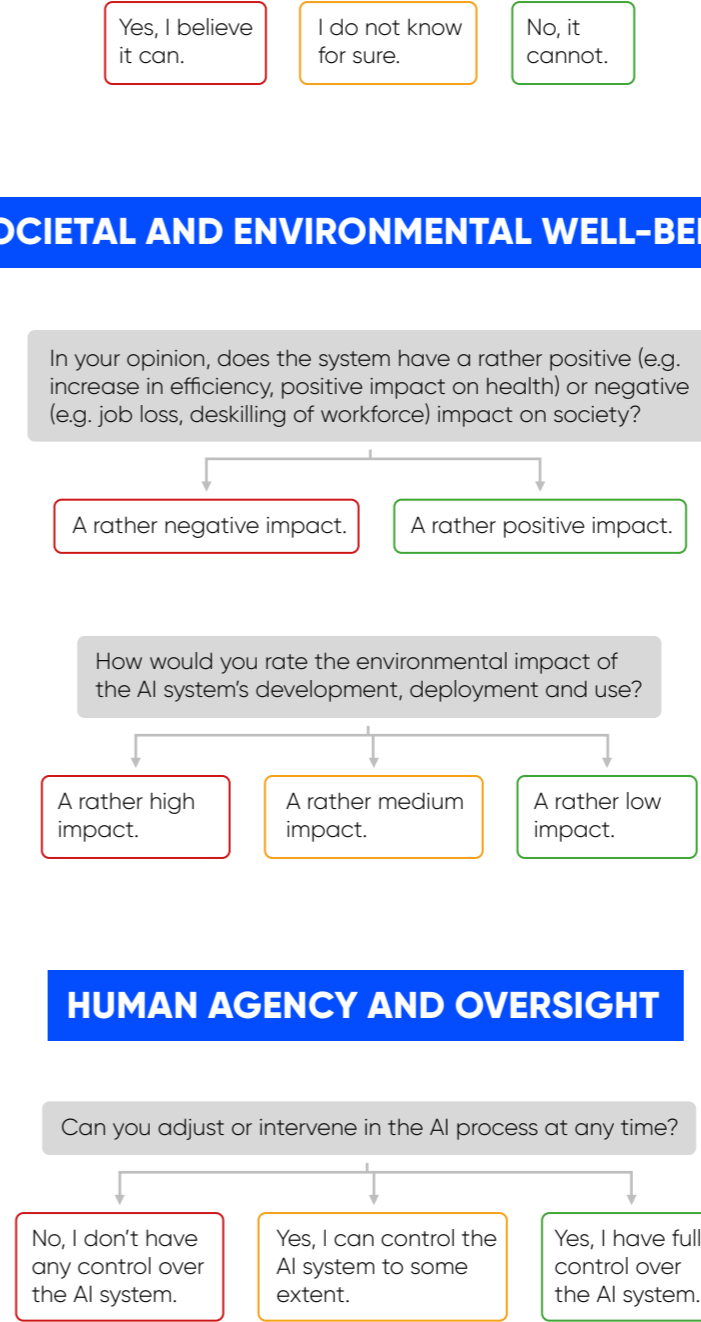 Yes, I believe
it can.
I do not know
for sure.
No, it
cannot.
OCIETAL AND ENVIRONMENTAL WELL-BEI
In your opinion, does the system have a rather positive (e.g.
increase in efficiency, positive impact on health) or negative
(e.g. job loss, deskilling of workforce) impact on society?
A rather negative impact.
A rather positive impact.
How would you rate the environmental impact of
the AI system's development, deployment and use?
A rather high
impact.
A rather medium
impact.
A rather low
impact.
HUMAN AGENCY AND OVERSIGHT
Can you adjust or intervene in the AI process at any time?
No, I don't have
any control over
the AI system.
Yes, I can control the
AI system to some
extent.
Yes, I have full
control over
the AI system.